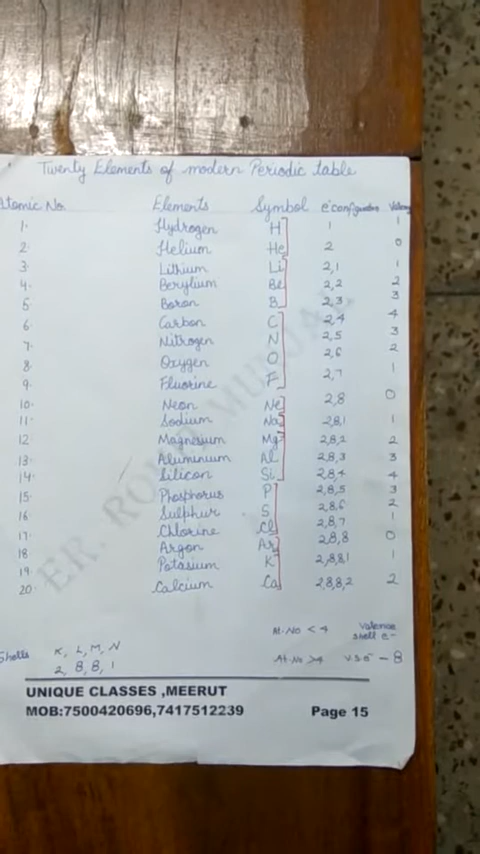 Twenty Elements of modern Periodic table
Atomic No. Elements Symbol e⁻configuration Valency
1. Hydrogen H 1 1
2. Helium He 2 0
3. Lithium Li 2,1 1
4. Berylium Be 2,2 2
5. Boron B 2,3 3
6. Carbon C 2,4 4
7. Nitrogen N 2,5 3
8. Oxygen O 2,6 2
9. Fluorine F 2,7 1
10. Neon Ne 2,8 0
11. Sodium Na 2,8,1 1
12 Magnesium Mg 2,8,2 2
13. Aluminium Al 2,8,3 3
14. Silicon Si 2,8,4 4
15. Phosphorus P 2,8,5 3
16. Sulphur S 2,8,6 2
17. Chlorine Cl 2,8,7 1
18 Argon Ar 2,8,8 0
19. Potasium K 2,8,8,1 1
20. Calcium Ca 2,8,8,2 2
At.No < 4 Valence shell e-
Shells K, L, M, N
2, 8, 8, 1
At.No >4 V.S.e⁻ - 8
ER. ROHIT MUNJAL
UNIQUE CLASSES ,MEERUT
MOB:7500420696,7417512239 Page 15